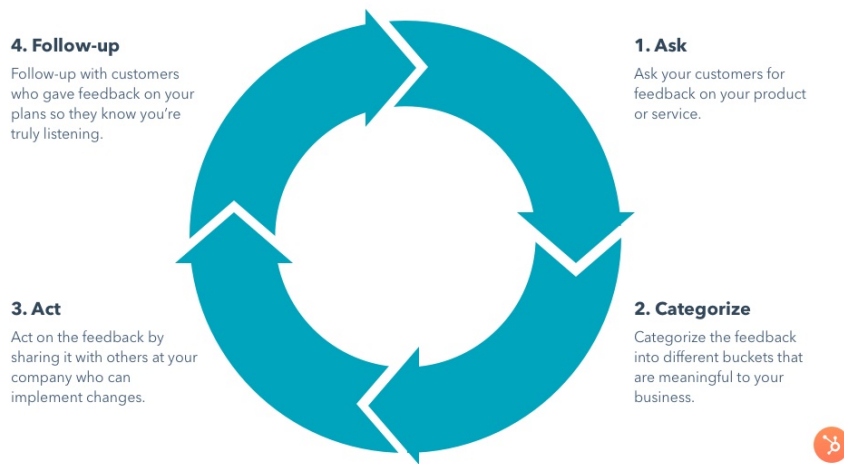 1. Ask
Ask your customers for
feedback on your product
or service.
2. Categorize
Categorize the feedback
into different buckets that
are meaningful to your
business.
3. Act
Act on the feedback by
sharing it with others at your
company who can
implement changes.
4. Follow-up
Follow-up with customers
who gave feedback on your
plans so they know you’re
truly listening.